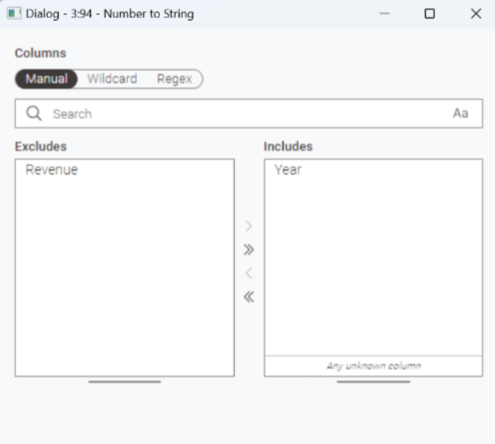 Dialog - 3:94 - Number to String
Columns
Manual Wildcard Regex
Search Aa
Excludes Includes
Revenue Year
Any unknown column